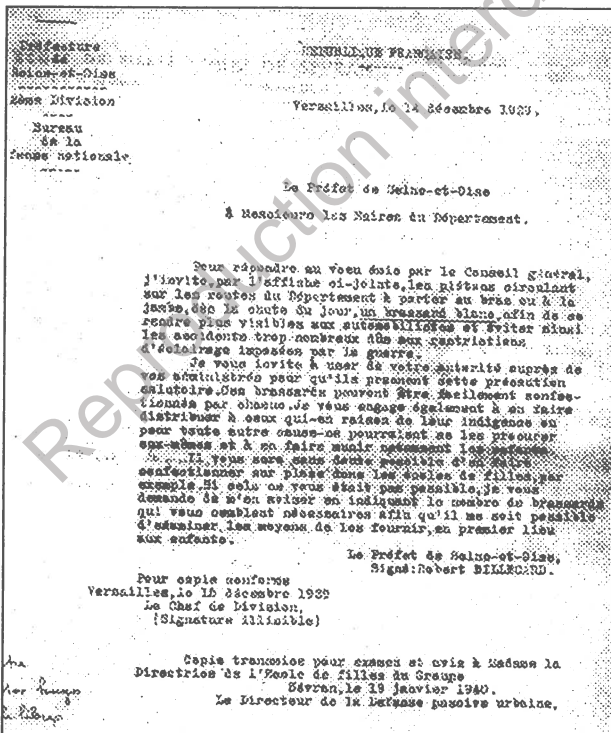 Préfecture
de
Seine-et-Oise
2ème Division
Bureau
de la
nationale
REPUBLIQUE FRANCAISE.
Versailles, le 14 décembre 1939.
Le Préfet de Seine-et-Oise
à Messieurs les Maires du Département.
Pour répondre au voeu émis par le Conseil général,
j'invite, par l'affiche ci-jointe, les piétons circulant
sur les routes du Département à porter au bras ou à la
jambe, dès la chute du jour, un brassard blanc, afin de se
rendre plus visibles aux automobilistes et éviter ainsi
les accidents trop nombreux dûs aux restrictions
d'éclairage imposées par la guerre.
Je vous invite à user de votre autorité auprès de
vos administrés pour qu'ils prennent cette précaution
salutaire. Ces brassards peuvent être facilement confec-
tionnés par chacun. Je vous engage également à en faire
distribuer à ceux qui-en raison de leur indigence ou
pour toute autre cause-ne pourraient se les procurer
eux-mêmes et à en faire munir notamment les enfants.
Il vous sera sans doute possible d'en faire
confectionner sur place dans les écoles de filles, par
exemple. Si cela ne vous était pas possible, je vous
demande de m'en aviser en indiquant le nombre de brassards
qui vous semblent nécessaires afin qu'il me soit possible
d'examiner les moyens de les fournir, en premier lieu
aux enfants.
Le Préfet de Seine-et-Oise,
Signé: Robert BILLECARD.
Pour copie conforme
Versailles, le 15 décembre 1939
Le Chef de Division,
(Signature illisible)
Copie transmise pour examen et avis à Madame la
Directrice de l'Ecole de filles du Groupe
Sévran, le 19 janvier 1940.
Le Directeur de la Défense passive urbaine,
Reproduction